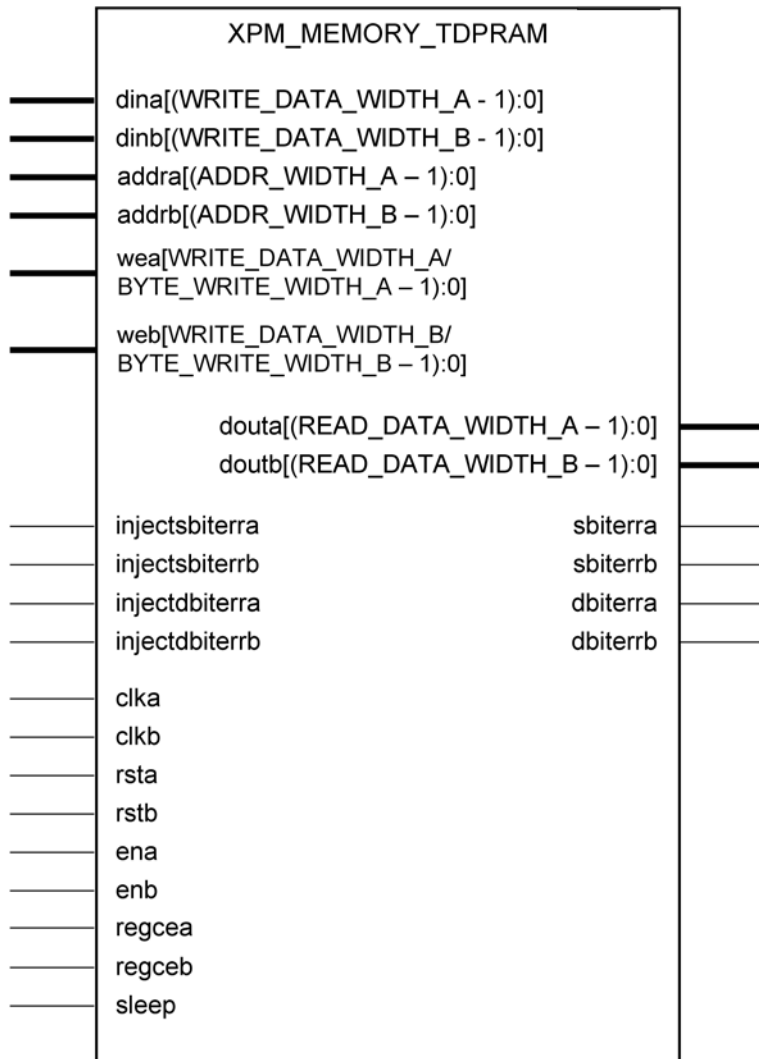 XPM_MEMORY_TDPRAM
dina[(WRITE_DATA_WIDTH_A - 1):0]
dinb[(WRITE_DATA_WIDTH_B - 1):0]
addra[(ADDR_WIDTH_A – 1):0]
addrb[(ADDR_WIDTH_B – 1):0]
wea[WRITE_DATA_WIDTH_A/
BYTE_WRITE_WIDTH_A – 1):0]
web[WRITE_DATA_WIDTH_B/
BYTE_WRITE_WIDTH_B – 1):0]
douta[(READ_DATA_WIDTH_A – 1):0]
doutb[(READ_DATA_WIDTH_B – 1):0]
injectsbiterra sbiterra
injectsbiterrb sbiterrb
injectdbiterra dbiterra
injectdbiterrb dbiterrb
clka
clkb
rsta
rstb
ena
enb
regcea
regceb
sleep